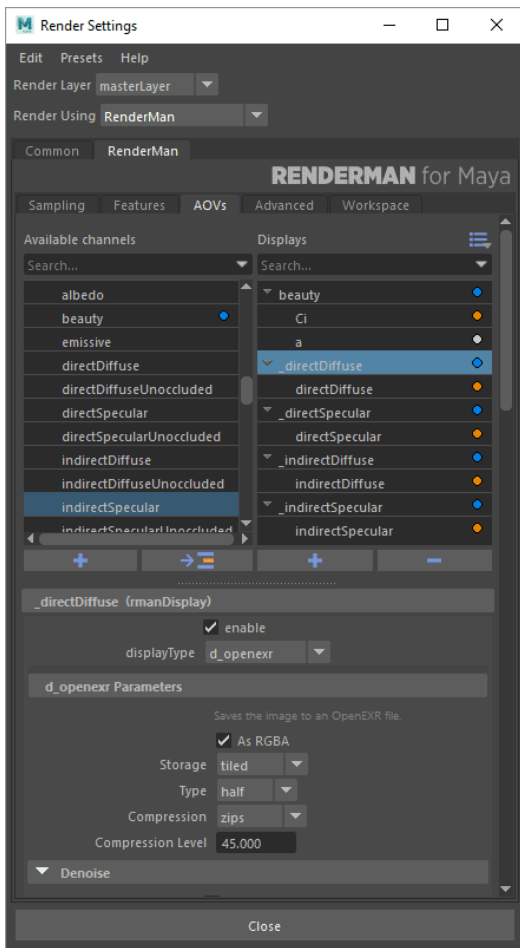 Render Settings
Edit Presets Help
Render Layer masterLayer
Render Using RenderMan
Common RenderMan
RENDERMAN for Maya
Sampling Features AOVs Advanced Workspace
Available channels
Search...
albedo
beauty
emissive
directDiffuse
directDiffuseUnoccluded
directSpecular
directSpecularUnoccluded
indirectDiffuse
indirectDiffuseUnoccluded
indirectSpecular
indirectSpecularUnoccluded
Displays
Search...
beauty
Ci
a
_directDiffuse
directDiffuse
_directSpecular
directSpecular
_indirectDiffuse
indirectDiffuse
_indirectSpecular
indirectSpecular
_directDiffuse (rmanDisplay)
enable
displayType d_openexr
d_openexr Parameters
Saves the image to an OpenEXR file.
As RGBA
Storage tiled
Type half
Compression zips
Compression Level 45.000
Denoise
Close